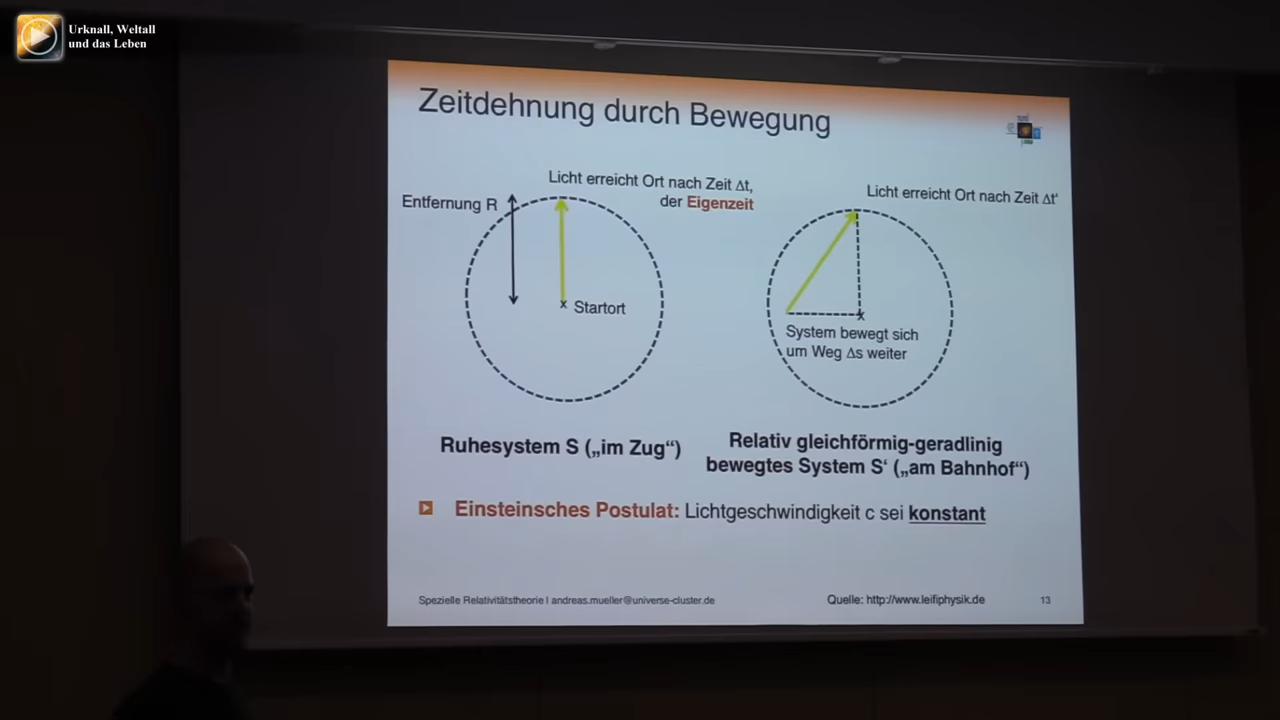 Urknall, Weltall
und das Leben
Zeitdehnung durch Bewegung
Licht erreicht Ort nach Zeit Δt,
der Eigenzeit
Entfernung R
x Startort
Licht erreicht Ort nach Zeit Δt'
x
System bewegt sich
um Weg Δs weiter
Ruhesystem S („im Zug“)
Relativ gleichförmig-geradlinig
bewegtes System S‘ („am Bahnhof“)
Einsteinsches Postulat: Lichtgeschwindigkeit c sei konstant
Spezielle Relativitätstheorie I andreas.mueller@universe-cluster.de
Quelle: http://www.leifiphysik.de
13